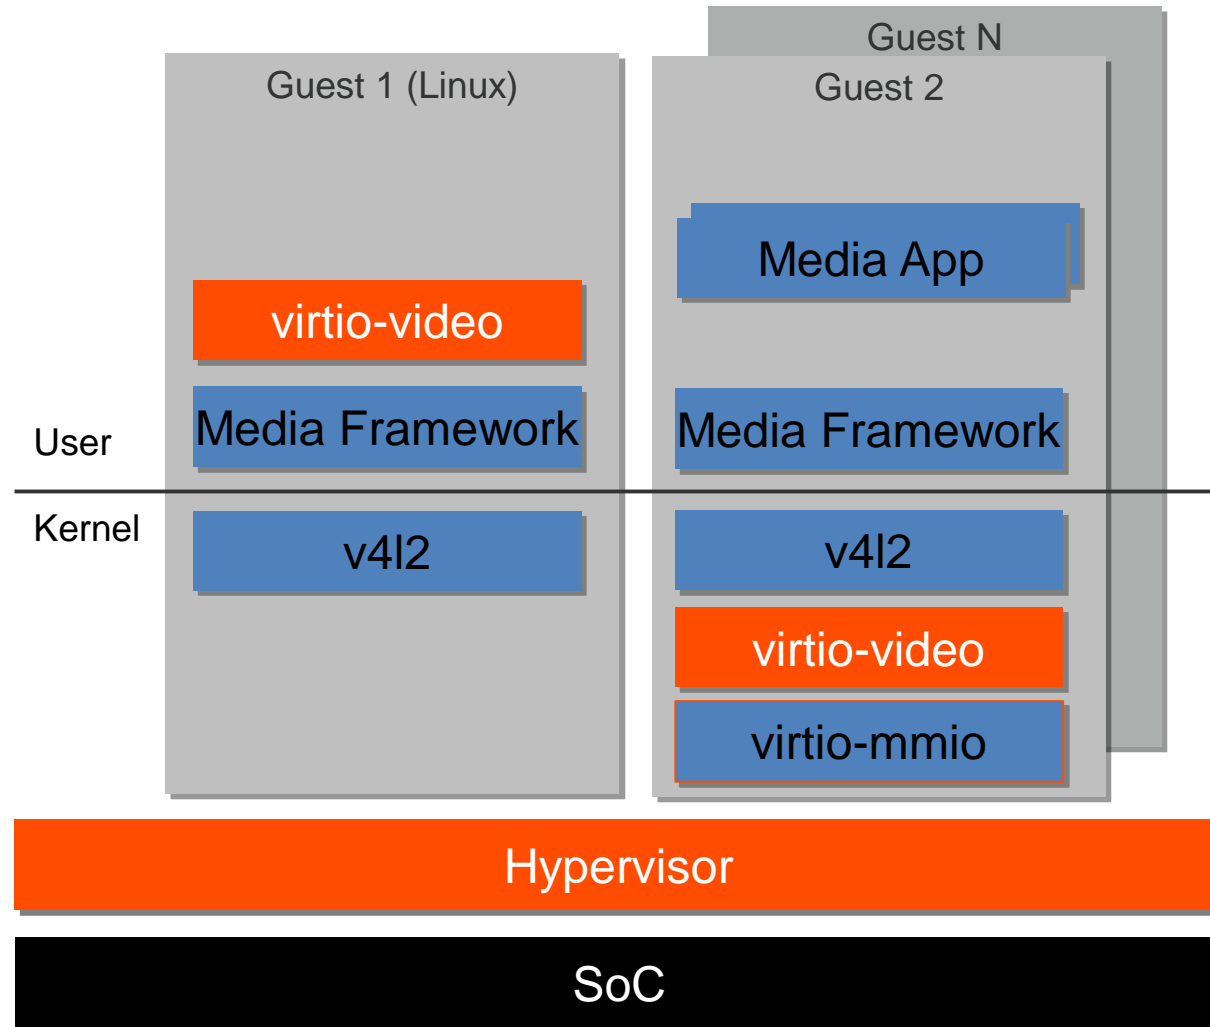 Guest N
Guest 1 (Linux)
Guest 2
Media App
virtio-video
Media Framework
Media Framework
User
Kernel
v4l2
v4l2
virtio-video
virtio-mmio
Hypervisor
SoC